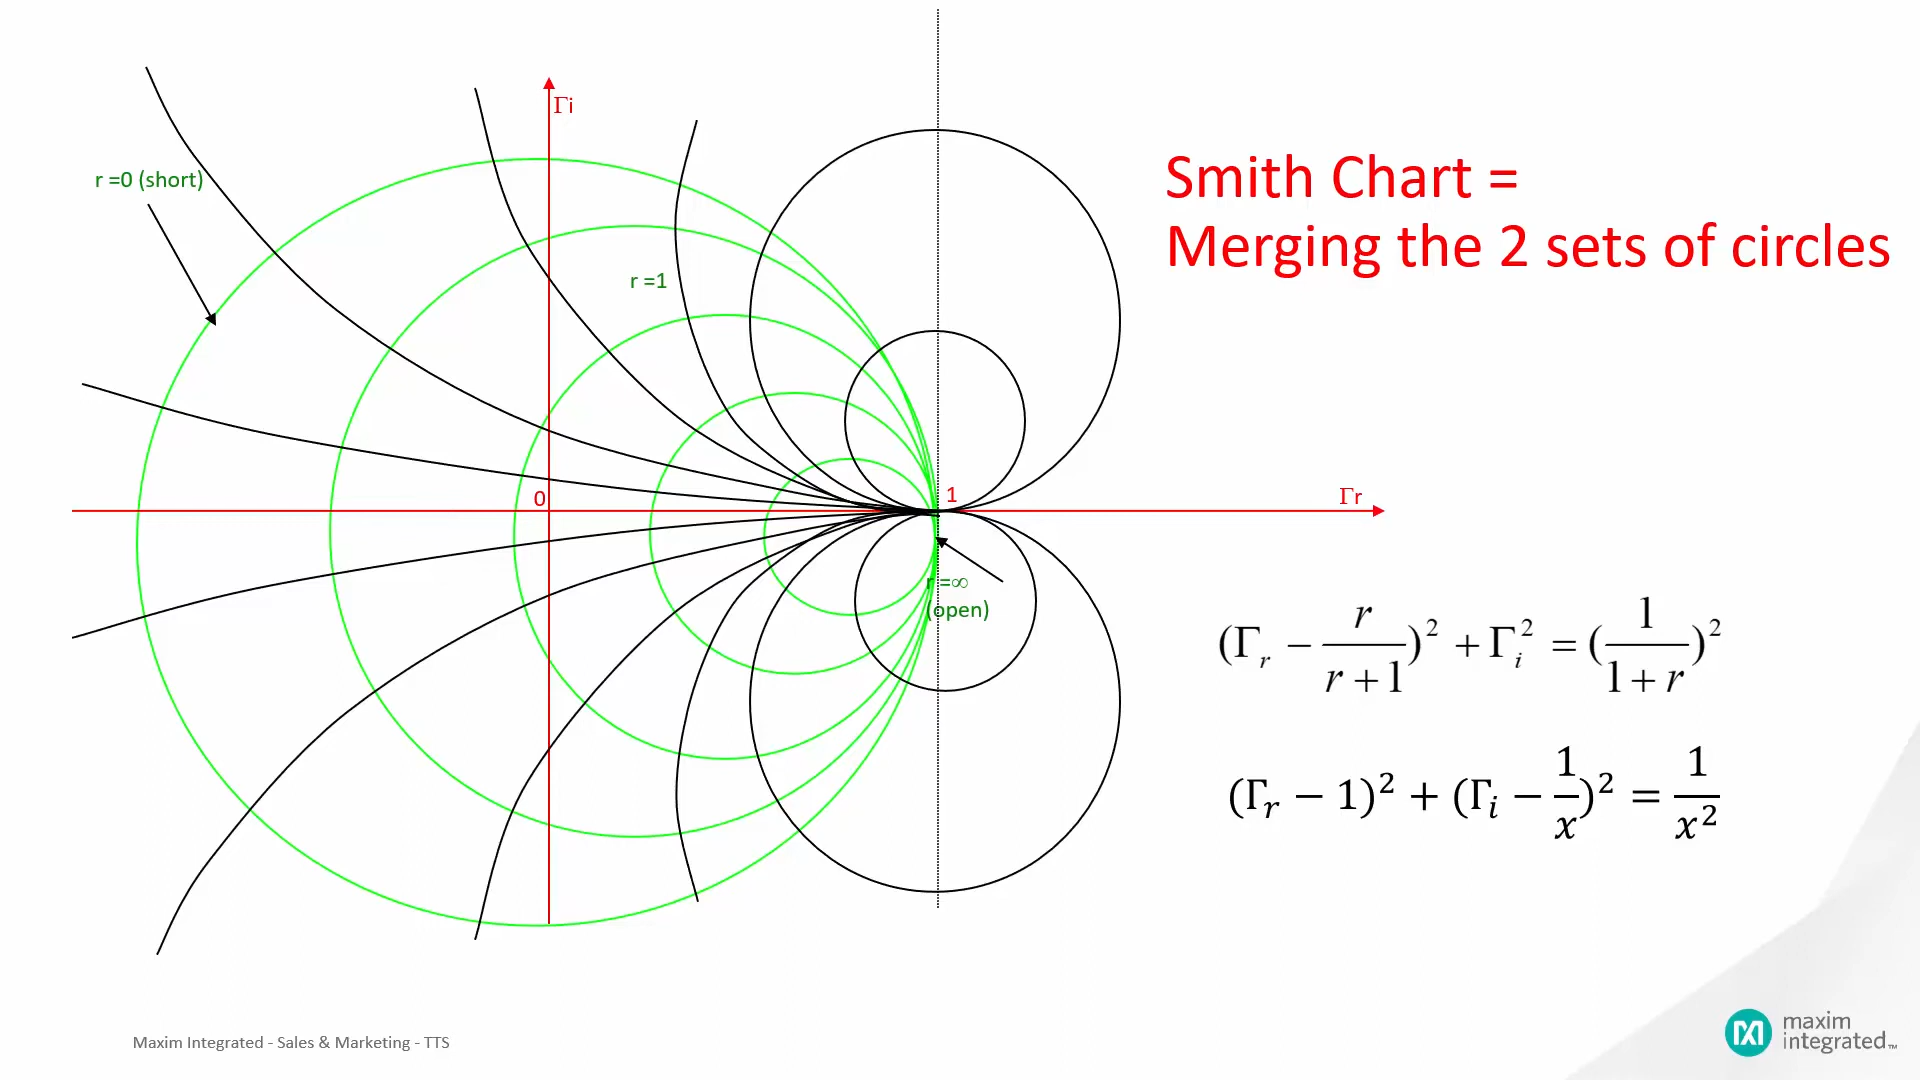 Γi
r =0 (short)
Smith Chart =
Merging the 2 sets of circles
r =1
0
1
Γr
r =∞
(open)
(Γr − r/(r+1))² + Γi² = (1/(1+r))²
(Γr − 1)² + (Γi − 1/x)² = 1/x²
Maxim Integrated - Sales & Marketing - TTS
maxim
integrated™